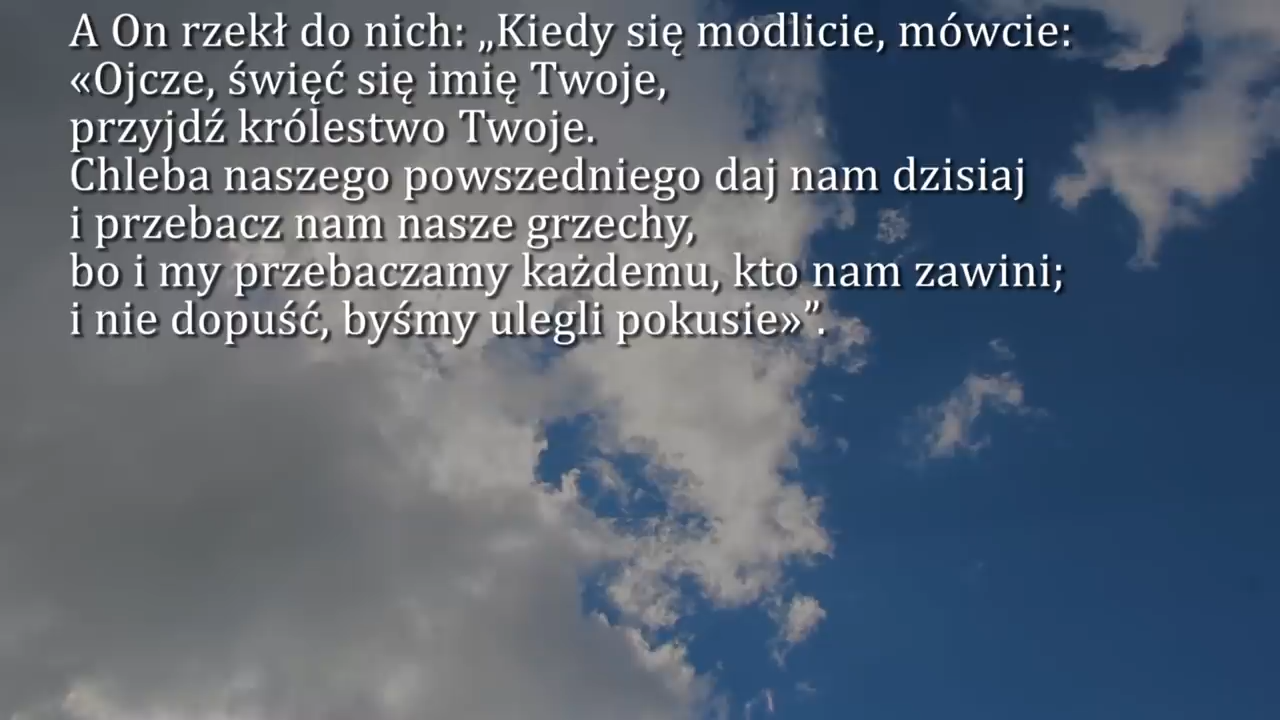 A On rzekł do nich: „Kiedy się modlicie, mówcie:
«Ojcze, święć się imię Twoje,
przyjdź królestwo Twoje.
Chleba naszego powszedniego daj nam dzisiaj
i przebacz nam nasze grzechy,
bo i my przebaczamy każdemu, kto nam zawini;
i nie dopuść, byśmy ulegli pokusie»”.